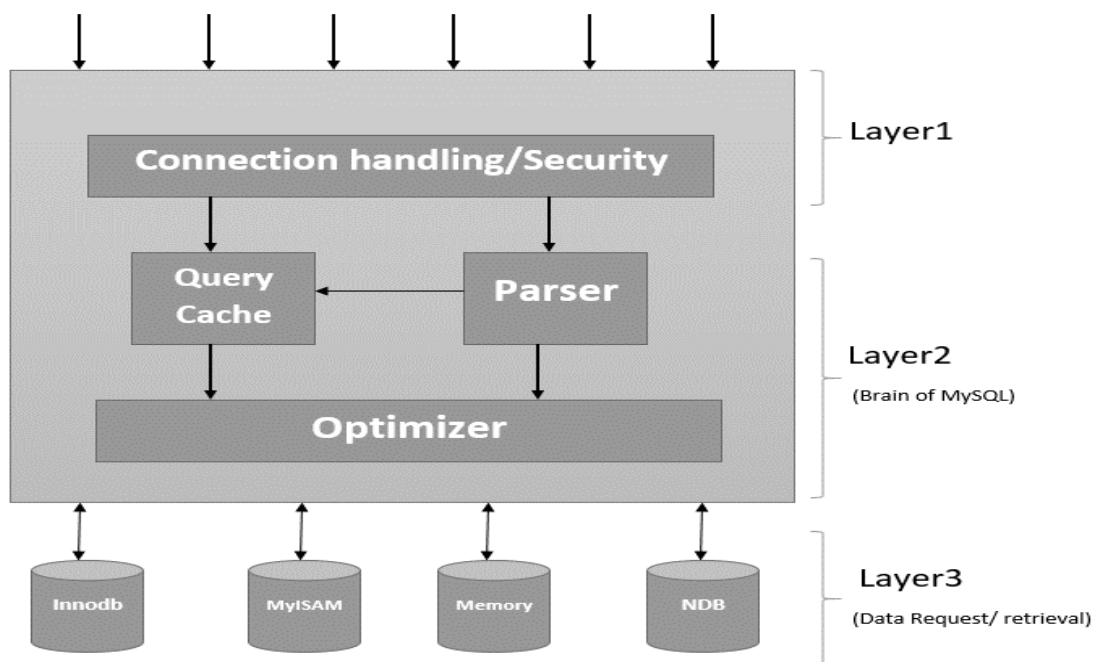 Layer1
Connection handling/Security
Query
Cache
Parser
Layer2
(Brain of MySQL)
Optimizer
Innodb
MyISAM
Memory
NDB
Layer3
(Data Request/ retrieval)